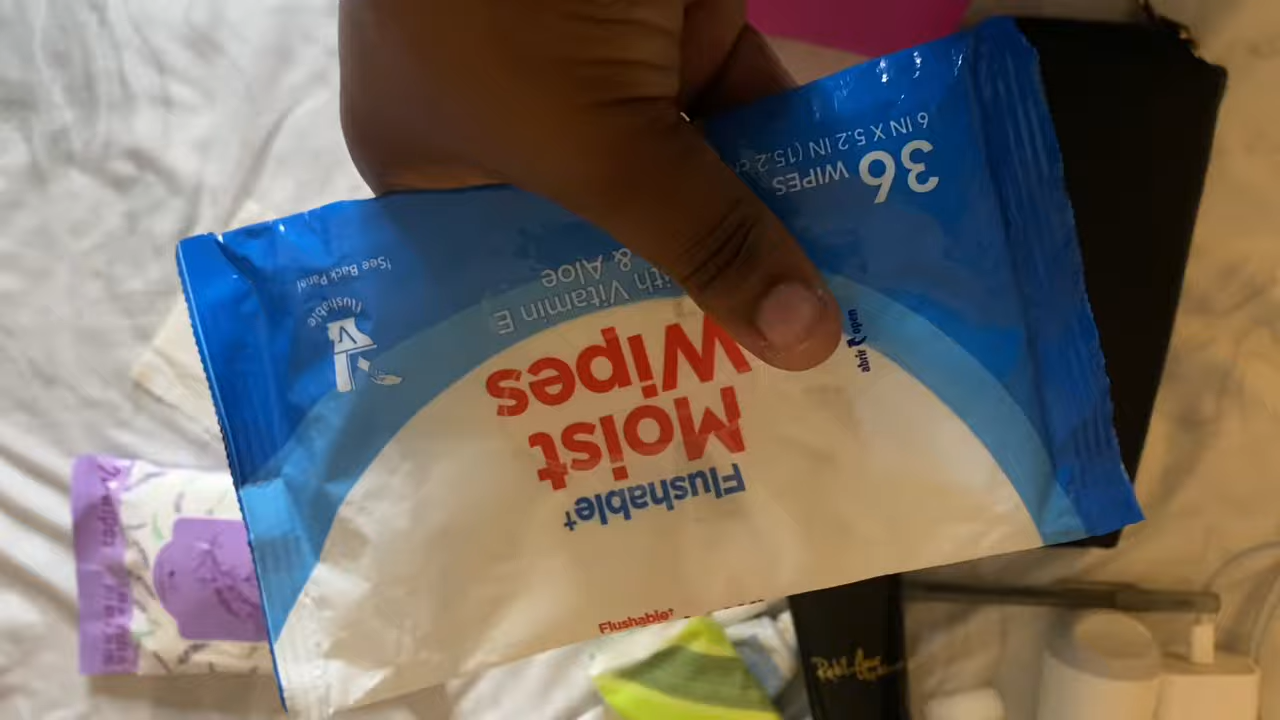 Flushable†
Flushable†
Moist
Wipes
& Aloe
Vitamin E
36 WIPES
6 IN X 5.2 IN (15.2
abrir open
Flushable
†See Back Panel
wipes